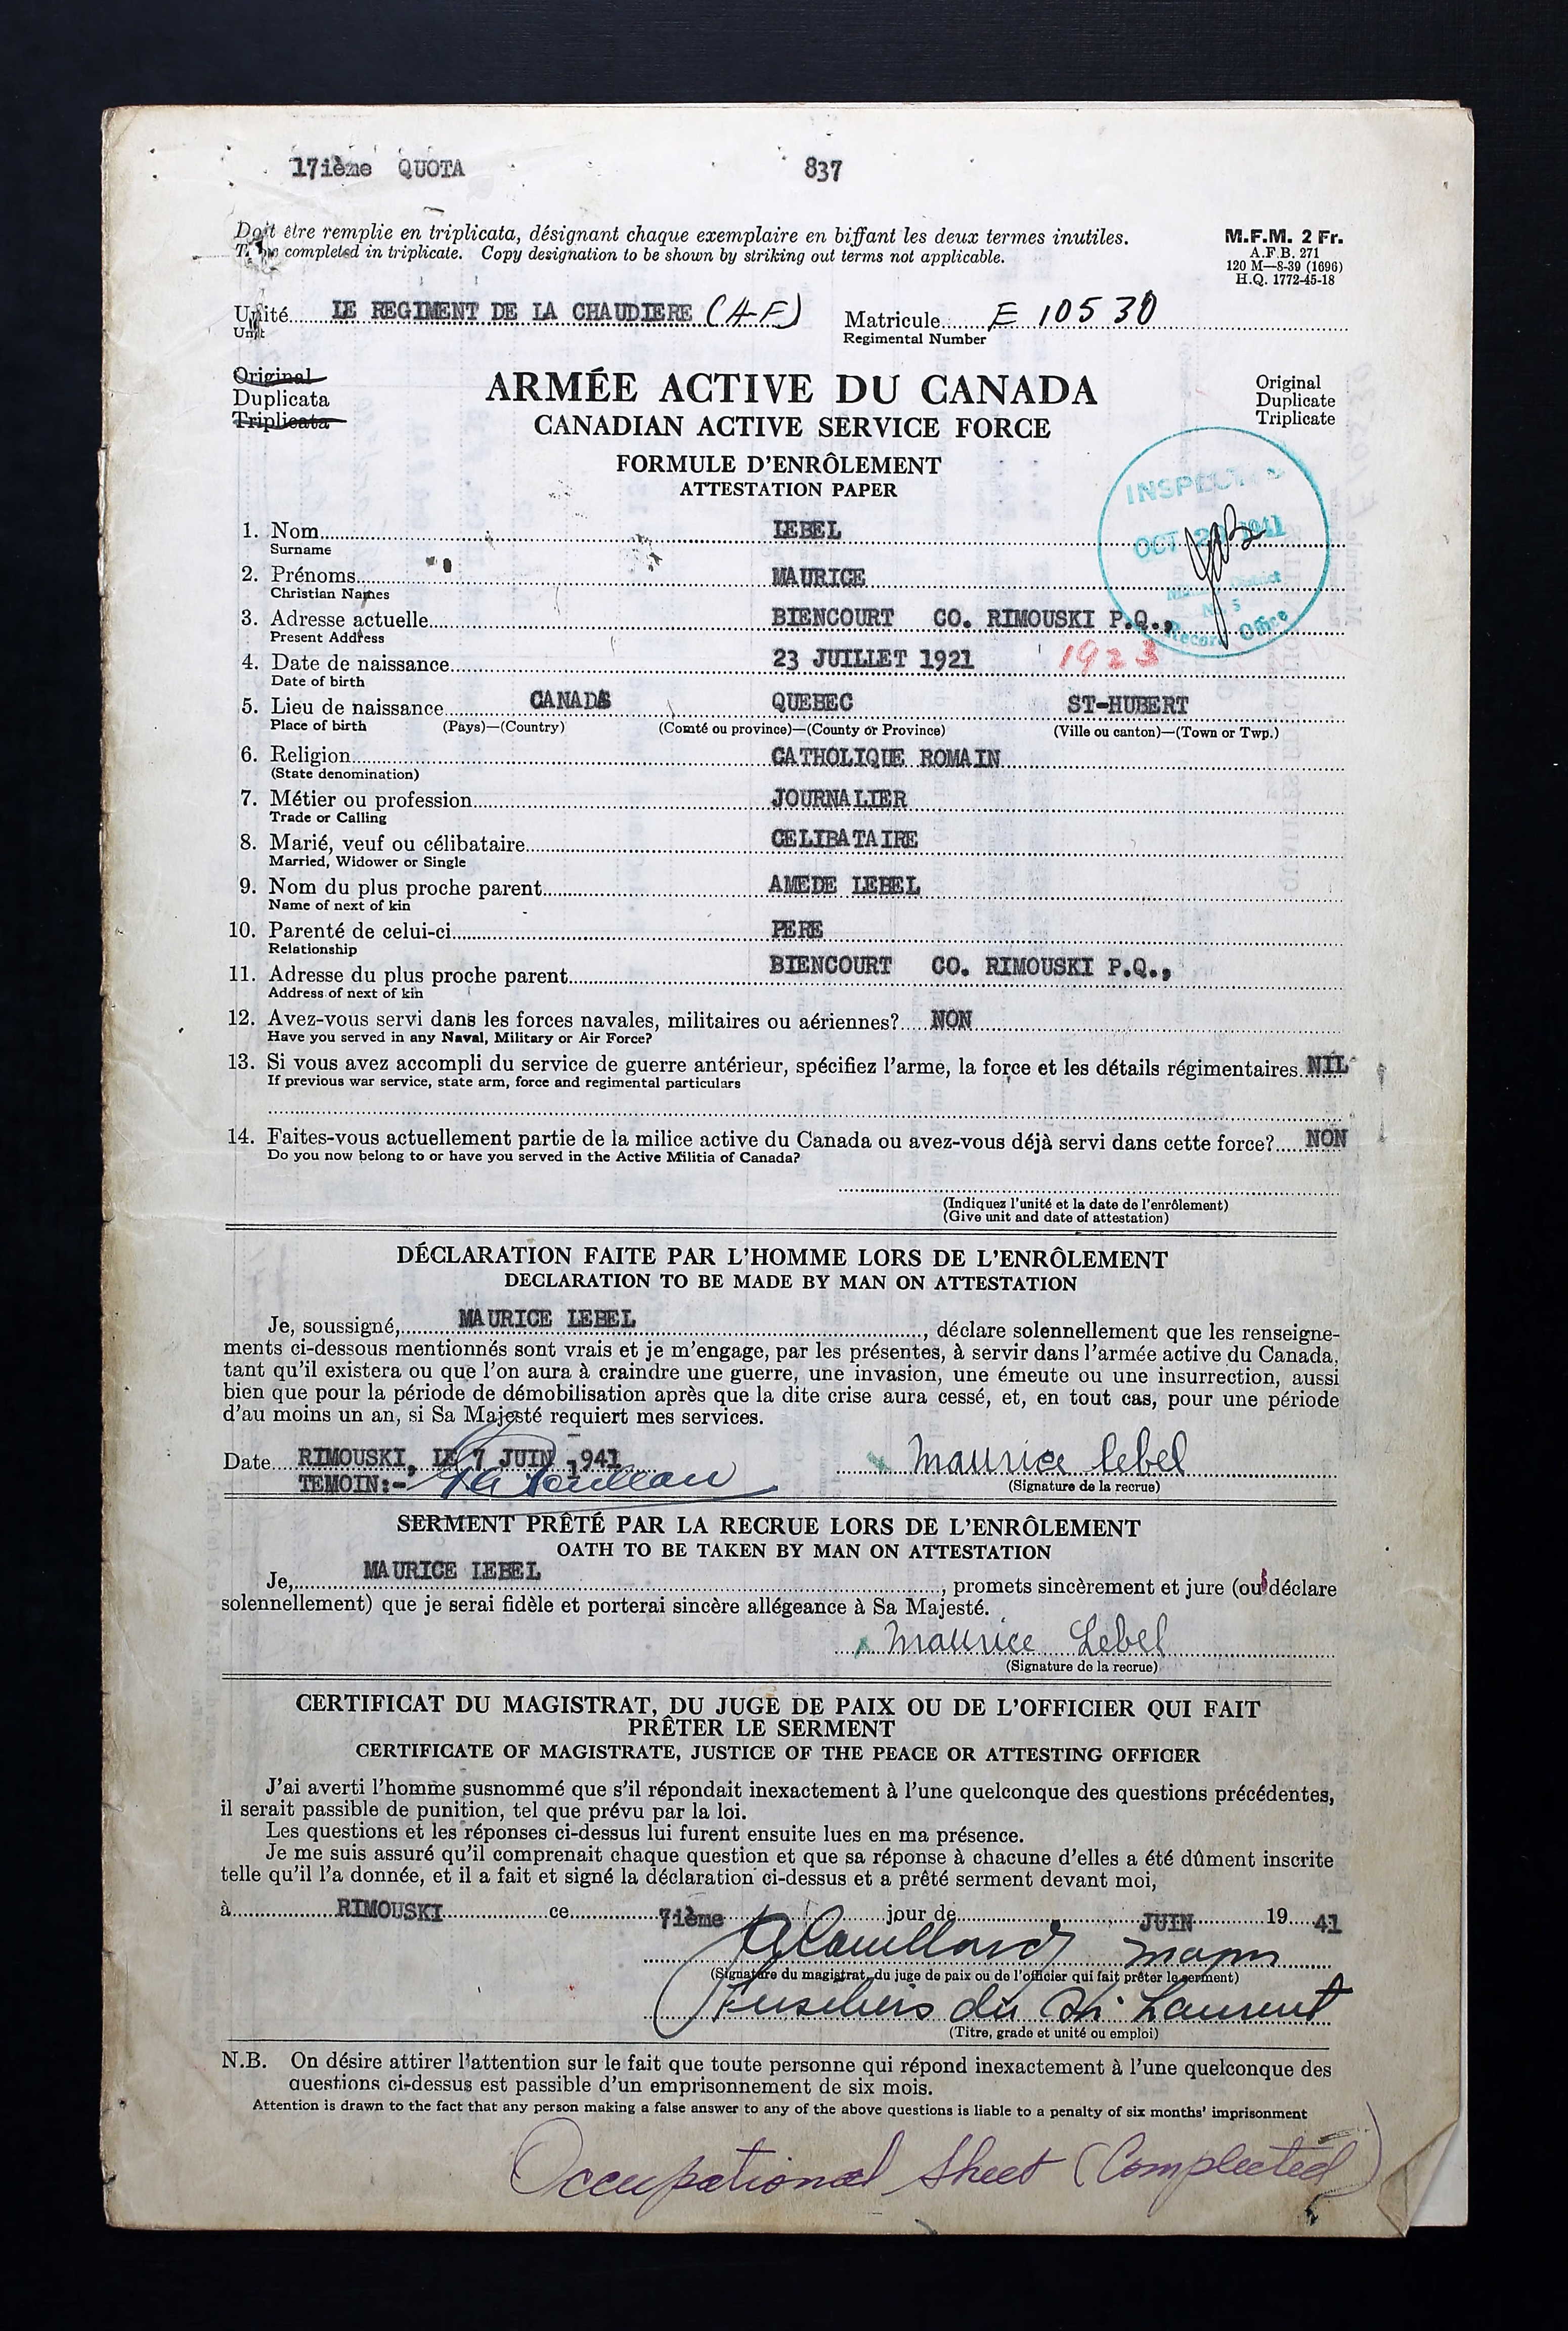 17ième QUOTA 837
Doit être remplie en triplicata, désignant chaque exemplaire en biffant les deux termes inutiles.
completed in triplicate. Copy designation to be shown by striking out terms not applicable.
M.F.M. 2 Fr.
A.F.B. 271
120 M—8-39 (1696)
H.Q. 1772-45-18
Unité LE REGIMENT DE LA CHAUDIERE (A-F) Matricule E 10530
Unit Regimental Number
Original
Duplicata
Triplicata
ARMÉE ACTIVE DU CANADA
CANADIAN ACTIVE SERVICE FORCE
FORMULE D'ENRÔLEMENT
ATTESTATION PAPER
Original
Duplicate
Triplicate
INSPECTED
OCT 1941
District
No 5
Record Office
1. Nom LEBEL
Surname
2. Prénoms MAURICE
Christian Names
3. Adresse actuelle BIENCOURT CO. RIMOUSKI P.Q.,
Present Address
4. Date de naissance 23 JUILLET 1921 1923
Date of birth
5. Lieu de naissance CANADA QUEBEC ST-HUBERT
Place of birth (Pays)—(Country) (Comté ou province)—(County or Province) (Ville ou canton)—(Town or Twp.)
6. Religion CATHOLIQUE ROMAIN
(State denomination)
7. Métier ou profession JOURNALIER
Trade or Calling
8. Marié, veuf ou célibataire CELIBATAIRE
Married, Widower or Single
9. Nom du plus proche parent AMEDE LEBEL
Name of next of kin
10. Parenté de celui-ci PERE
Relationship
11. Adresse du plus proche parent BIENCOURT CO. RIMOUSKI P.Q.,
Address of next of kin
12. Avez-vous servi dans les forces navales, militaires ou aériennes? NON
Have you served in any Naval, Military or Air Force?
13. Si vous avez accompli du service de guerre antérieur, spécifiez l'arme, la force et les détails régimentaires. NIL
If previous war service, state arm, force and regimental particulars
14. Faites-vous actuellement partie de la milice active du Canada ou avez-vous déjà servi dans cette force? NON
Do you now belong to or have you served in the Active Militia of Canada?
(Indiquez l'unité et la date de l'enrôlement)
(Give unit and date of attestation)
DÉCLARATION FAITE PAR L'HOMME LORS DE L'ENRÔLEMENT
DECLARATION TO BE MADE BY MAN ON ATTESTATION
Je, soussigné, MAURICE LEBEL, déclare solennellement que les renseigne-
ments ci-dessous mentionnés sont vrais et je m'engage, par les présentes, à servir dans l'armée active du Canada,
tant qu'il existera ou que l'on aura à craindre une guerre, une invasion, une émeute ou une insurrection, aussi
bien que pour la période de démobilisation après que la dite crise aura cessé, et, en tout cas, pour une période
d'au moins un an, si Sa Majesté requiert mes services.
Date RIMOUSKI, LE 7 JUIN 1941 Maurice Lebel
TEMOIN:- (Signature de la recrue)
SERMENT PRÊTÉ PAR LA RECRUE LORS DE L'ENRÔLEMENT
OATH TO BE TAKEN BY MAN ON ATTESTATION
Je, MAURICE LEBEL, promets sincèrement et jure (ou déclare
solennellement) que je serai fidèle et porterai sincère allégeance à Sa Majesté.
Maurice Lebel
(Signature de la recrue)
CERTIFICAT DU MAGISTRAT, DU JUGE DE PAIX OU DE L'OFFICIER QUI FAIT
PRÊTER LE SERMENT
CERTIFICATE OF MAGISTRATE, JUSTICE OF THE PEACE OR ATTESTING OFFICER
J'ai averti l'homme susnommé que s'il répondait inexactement à l'une quelconque des questions précédentes,
il serait passible de punition, tel que prévu par la loi.
Les questions et les réponses ci-dessus lui furent ensuite lues en ma présence.
Je me suis assuré qu'il comprenait chaque question et que sa réponse à chacune d'elles a été dûment inscrite
telle qu'il l'a donnée, et il a fait et signé la déclaration ci-dessus et a prêté serment devant moi,
à RIMOUSKI ce 7ième jour de JUIN 19 41
major
(Signature du magistrat, du juge de paix ou de l'officier qui fait prêter le serment)
Fusiliers du St. Laurent
(Titre, grade et unité ou emploi)
N.B. On désire attirer l'attention sur le fait que toute personne qui répond inexactement à l'une quelconque des
questions ci-dessus est passible d'un emprisonnement de six mois.
Attention is drawn to the fact that any person making a false answer to any of the above questions is liable to a penalty of six months' imprisonment
Occupational Sheet (Completed)